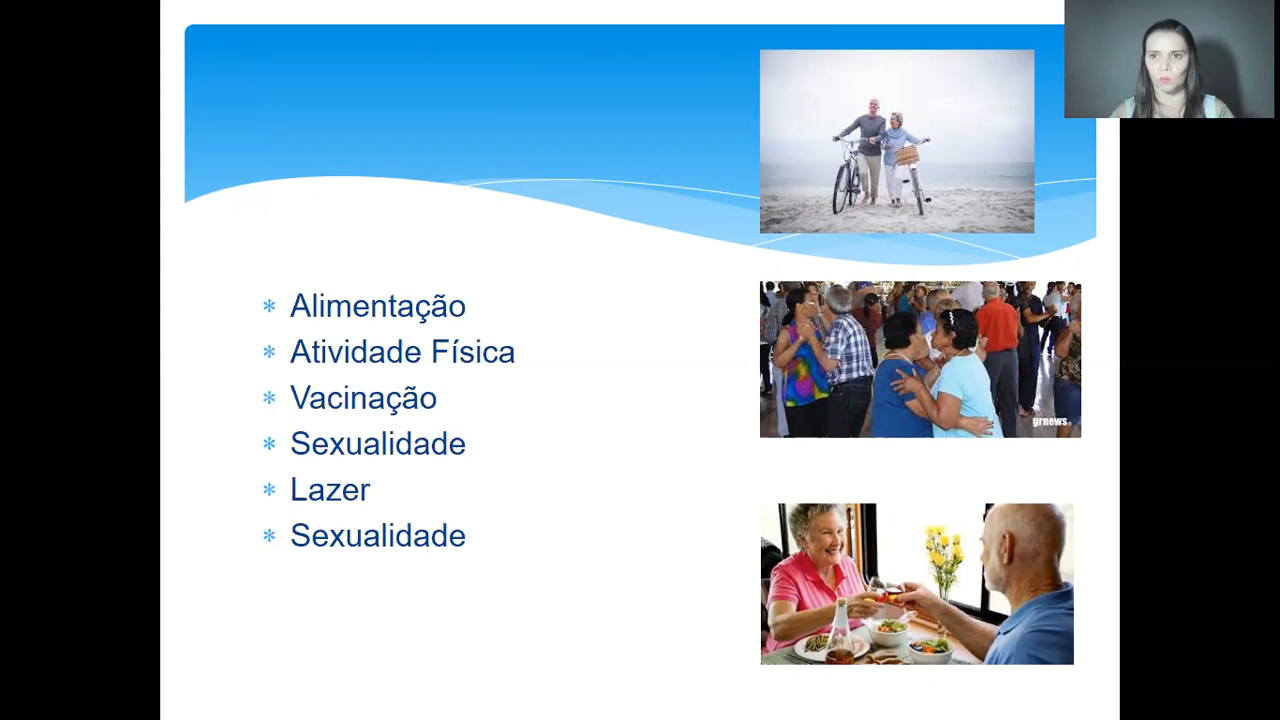 * Alimentação
* Atividade Física
* Vacinação
* Sexualidade
* Lazer
* Sexualidade
grnews